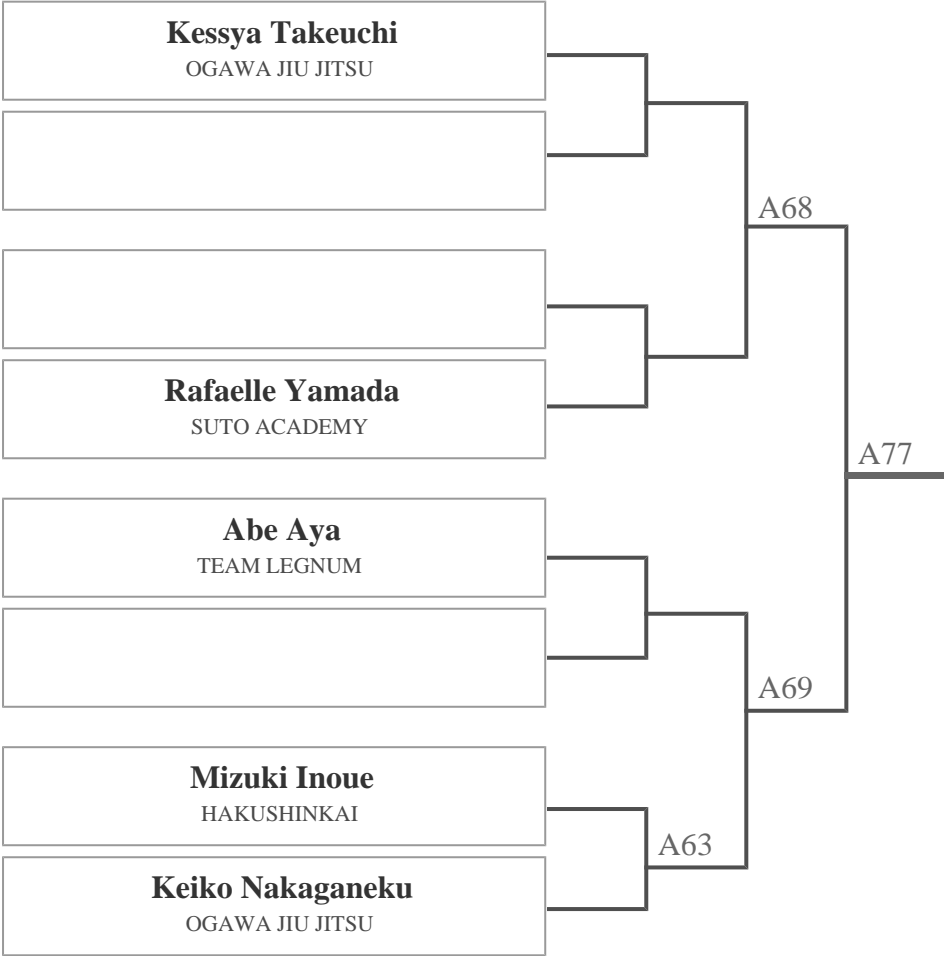 Kessya Takeuchi
OGAWA JIU JITSU
A68
Rafaelle Yamada
SUTO ACADEMY
A77
Abe Aya
TEAM LEGNUM
A69
Mizuki Inoue
HAKUSHINKAI
A63
Keiko Nakaganeku
OGAWA JIU JITSU